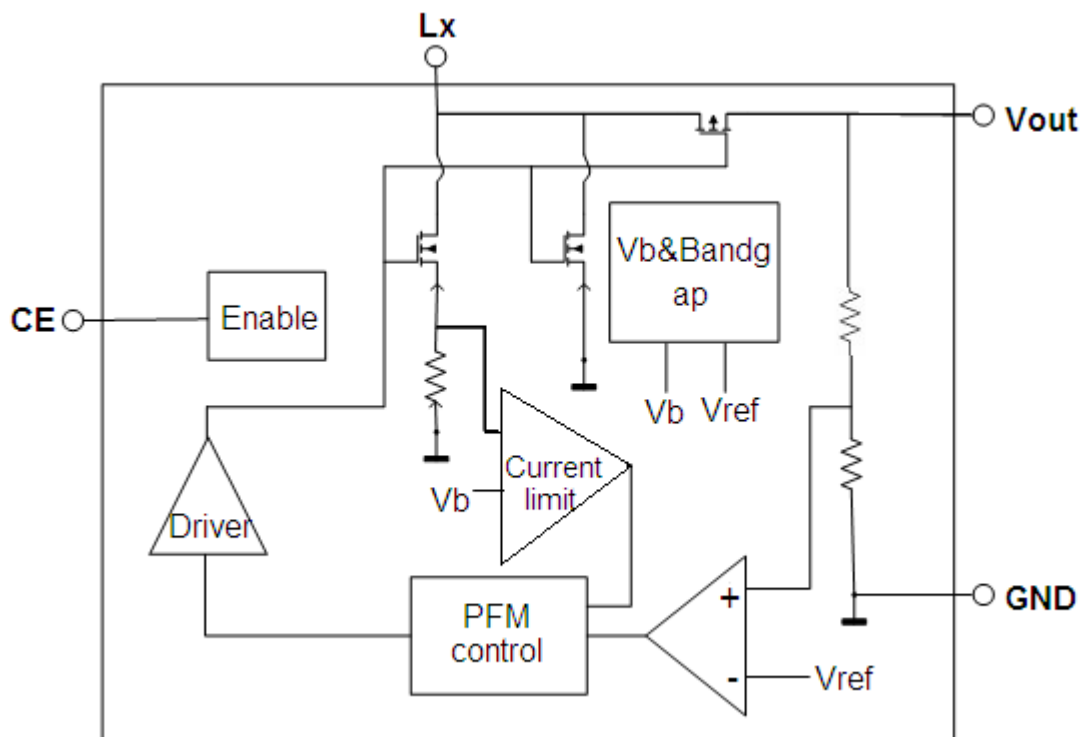 Lx
Vout
Vb&Bandg
ap
CE
Enable
Vb
Vref
Current
limit
Vb
Driver
+
GND
PFM
control
-
Vref